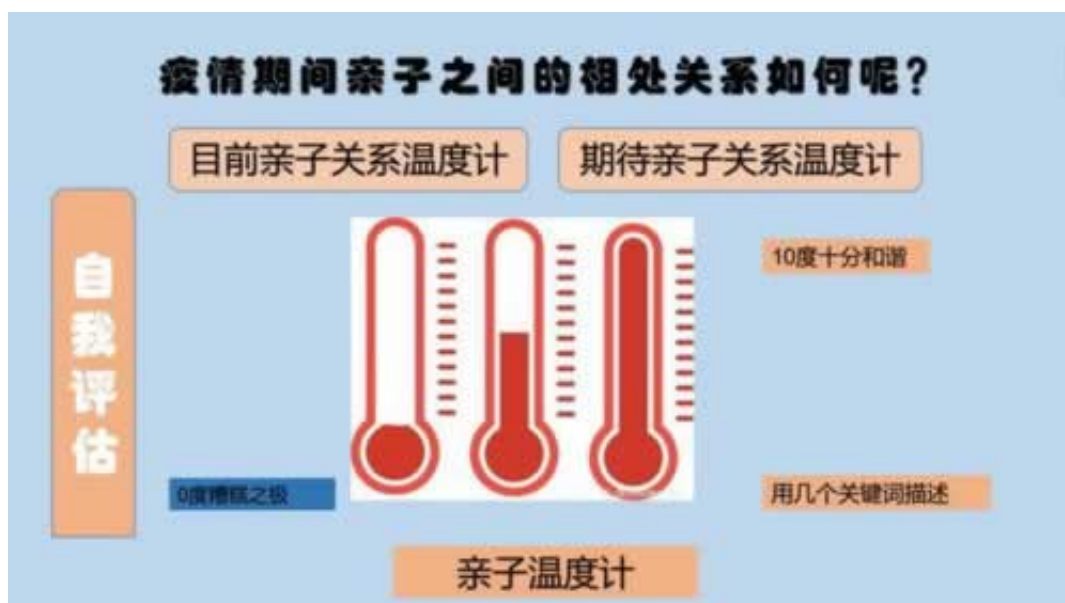 疫情期间亲子之间的相处关系如何呢?
目前亲子关系温度计
期待亲子关系温度计
自我评估
10度十分和谐
0度糟糕之极
用几个关键词描述
亲子温度计